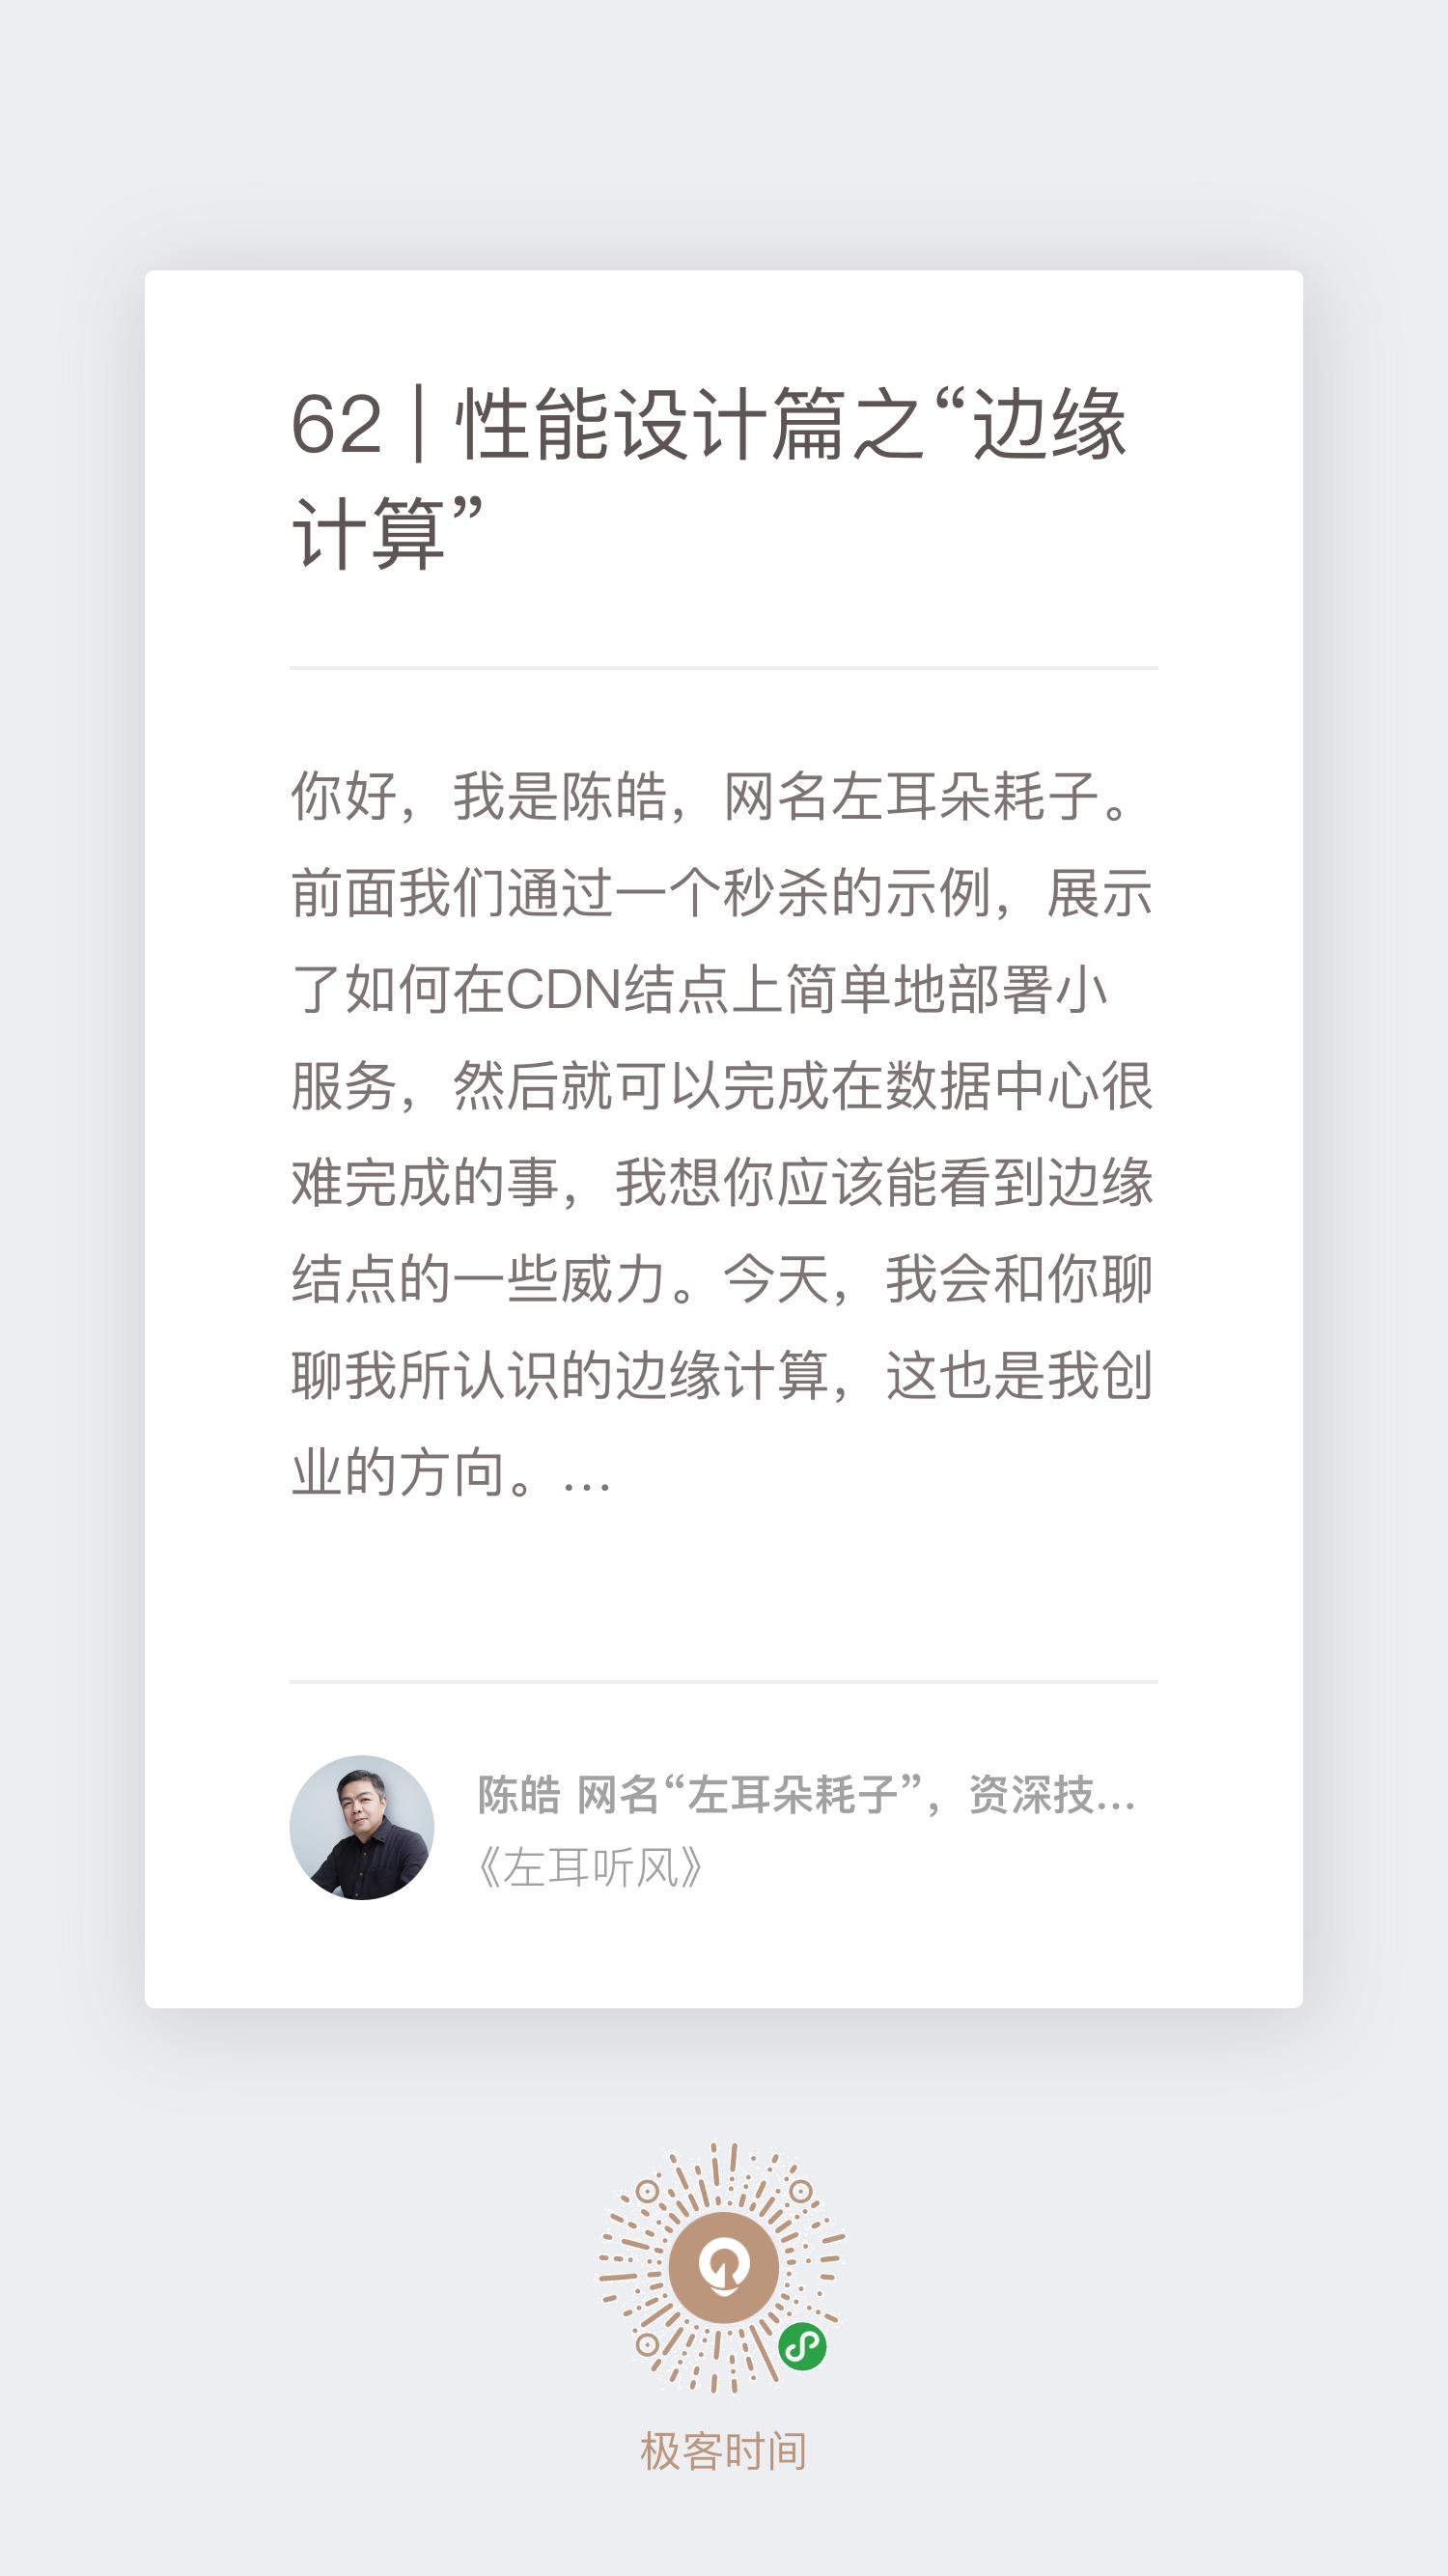 62 | 性能设计篇之“边缘
计算”
你好，我是陈皓，网名左耳朵耗子。
前面我们通过一个秒杀的示例，展示
了如何在CDN结点上简单地部署小
服务，然后就可以完成在数据中心很
难完成的事，我想你应该能看到边缘
结点的一些威力。今天，我会和你聊
聊我所认识的边缘计算，这也是我创
业的方向。…
陈皓 网名“左耳朵耗子”，资深技...
《左耳听风》
极客时间